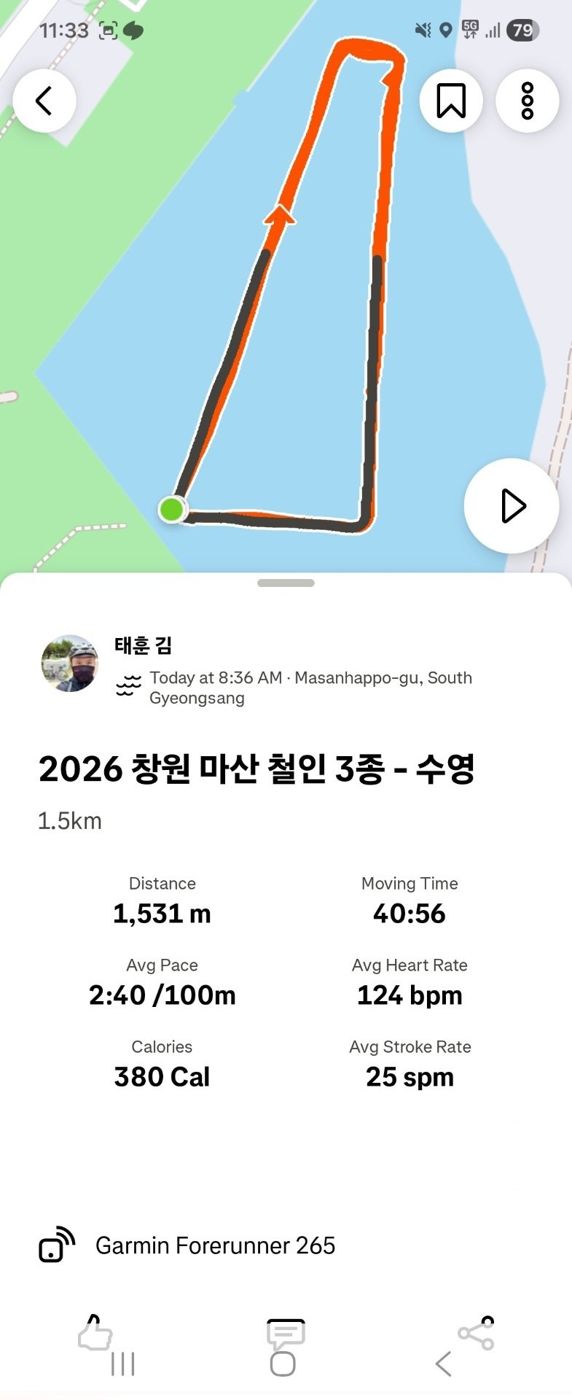 11:33
5G
79
태훈 김
Today at 8:36 AM · Masanhappo-gu, South
Gyeongsang
2026 창원 마산 철인 3종 - 수영
1.5km
Distance
Moving Time
1,531 m
40:56
Avg Pace
Avg Heart Rate
2:40 /100m
124 bpm
Calories
Avg Stroke Rate
380 Cal
25 spm
Garmin Forerunner 265